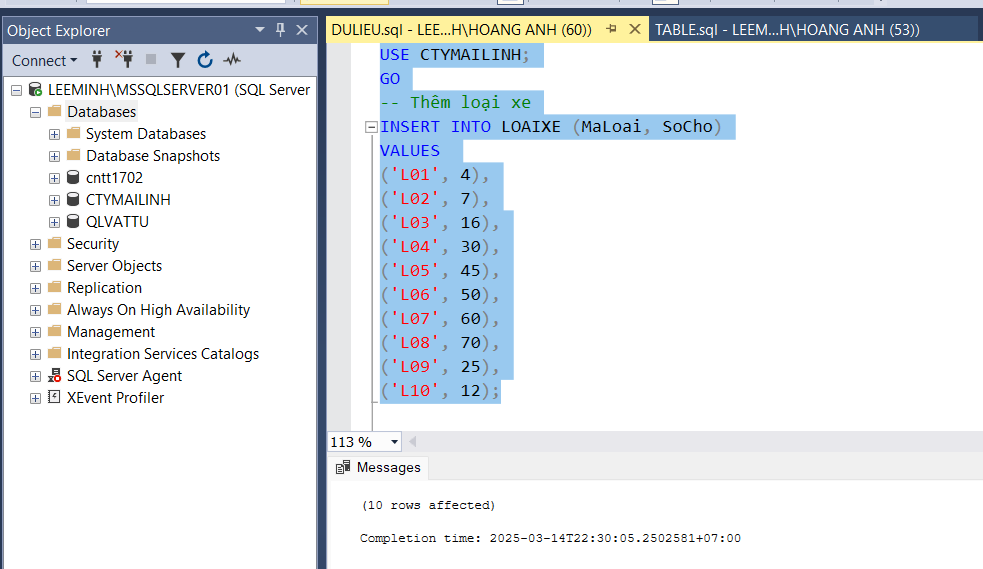 Object Explorer
Connect
LEEMINH\MSSQLSERVER01 (SQL Server
Databases
System Databases
Database Snapshots
cntt1702
CTYMAILINH
QLVATTU
Security
Server Objects
Replication
Always On High Availability
Management
Integration Services Catalogs
SQL Server Agent
XEvent Profiler
DULIEU.sql - LEE...H\HOANG ANH (60)) TABLE.sql - LEEM...H\HOANG ANH (53))
USE CTYMAILINH;
GO
-- Thêm loại xe
INSERT INTO LOAIXE (MaLoai, SoCho)
VALUES
('L01', 4),
('L02', 7),
('L03', 16),
('L04', 30),
('L05', 45),
('L06', 50),
('L07', 60),
('L08', 70),
('L09', 25),
('L10', 12);
113 %
Messages
(10 rows affected)
Completion time: 2025-03-14T22:30:05.2502581+07:00